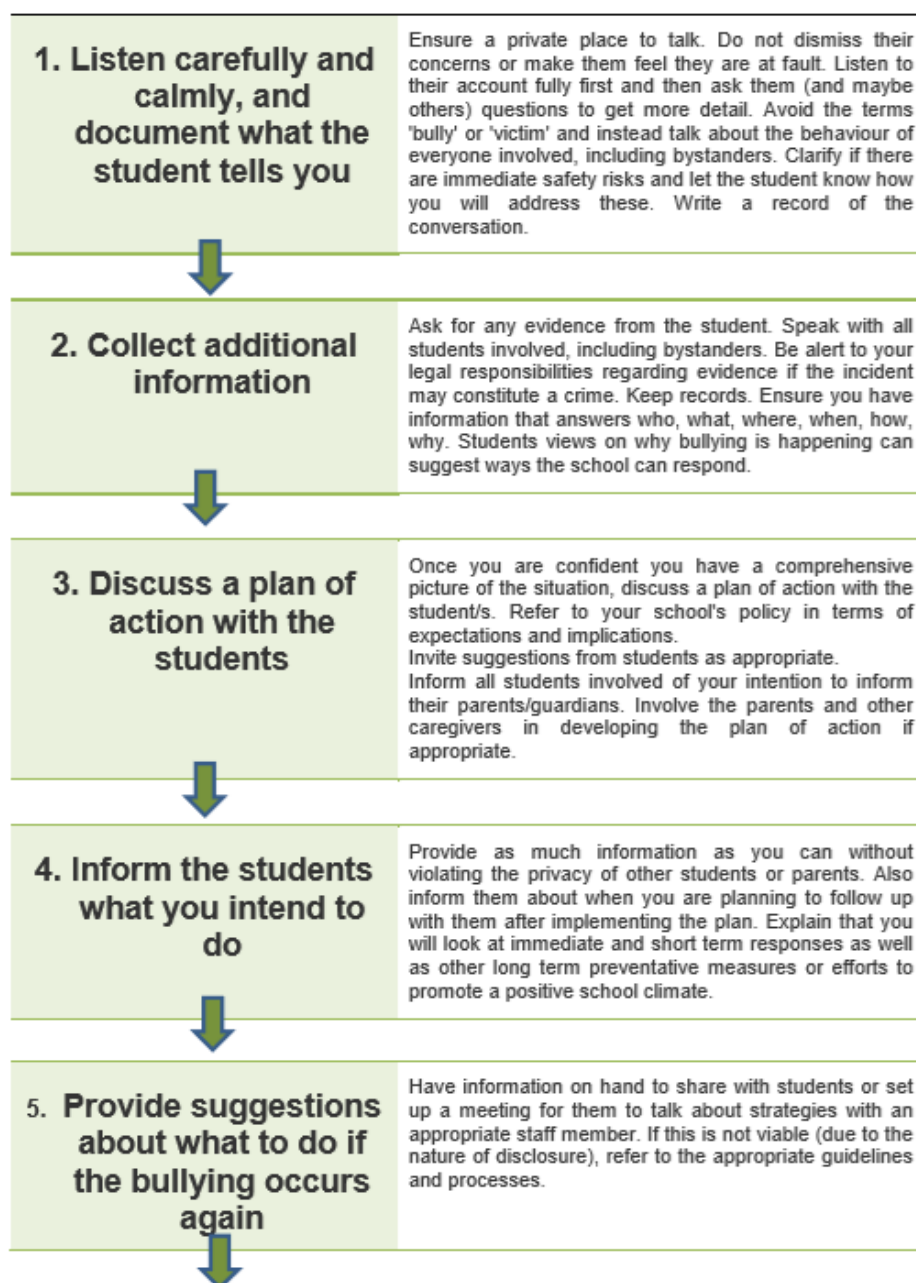 1. Listen carefully and
calmly, and
document what the
student tells you
Ensure a private place to talk. Do not dismiss their
concerns or make them feel they are at fault. Listen to
their account fully first and then ask them (and maybe
others) questions to get more detail. Avoid the terms
'bully' or 'victim' and instead talk about the behaviour of
everyone involved, including bystanders. Clarify if there
are immediate safety risks and let the student know how
you will address these. Write a record of the
conversation.
2. Collect additional
information
Ask for any evidence from the student. Speak with all
students involved, including bystanders. Be alert to your
legal responsibilities regarding evidence if the incident
may constitute a crime. Keep records. Ensure you have
information that answers who, what, where, when, how,
why. Students views on why bullying is happening can
suggest ways the school can respond.
3. Discuss a plan of
action with the
students
Once you are confident you have a comprehensive
picture of the situation, discuss a plan of action with the
student/s. Refer to your school's policy in terms of
expectations and implications.
Invite suggestions from students as appropriate.
Inform all students involved of your intention to inform
their parents/guardians. Involve the parents and other
caregivers in developing the plan of action if
appropriate.
4. Inform the students
what you intend to
do
Provide as much information as you can without
violating the privacy of other students or parents. Also
inform them about when you are planning to follow up
with them after implementing the plan. Explain that you
will look at immediate and short term responses as well
as other long term preventative measures or efforts to
promote a positive school climate.
5. Provide suggestions
about what to do if
the bullying occurs
again
Have information on hand to share with students or set
up a meeting for them to talk about strategies with an
appropriate staff member. If this is not viable (due to the
nature of disclosure), refer to the appropriate guidelines
and processes.